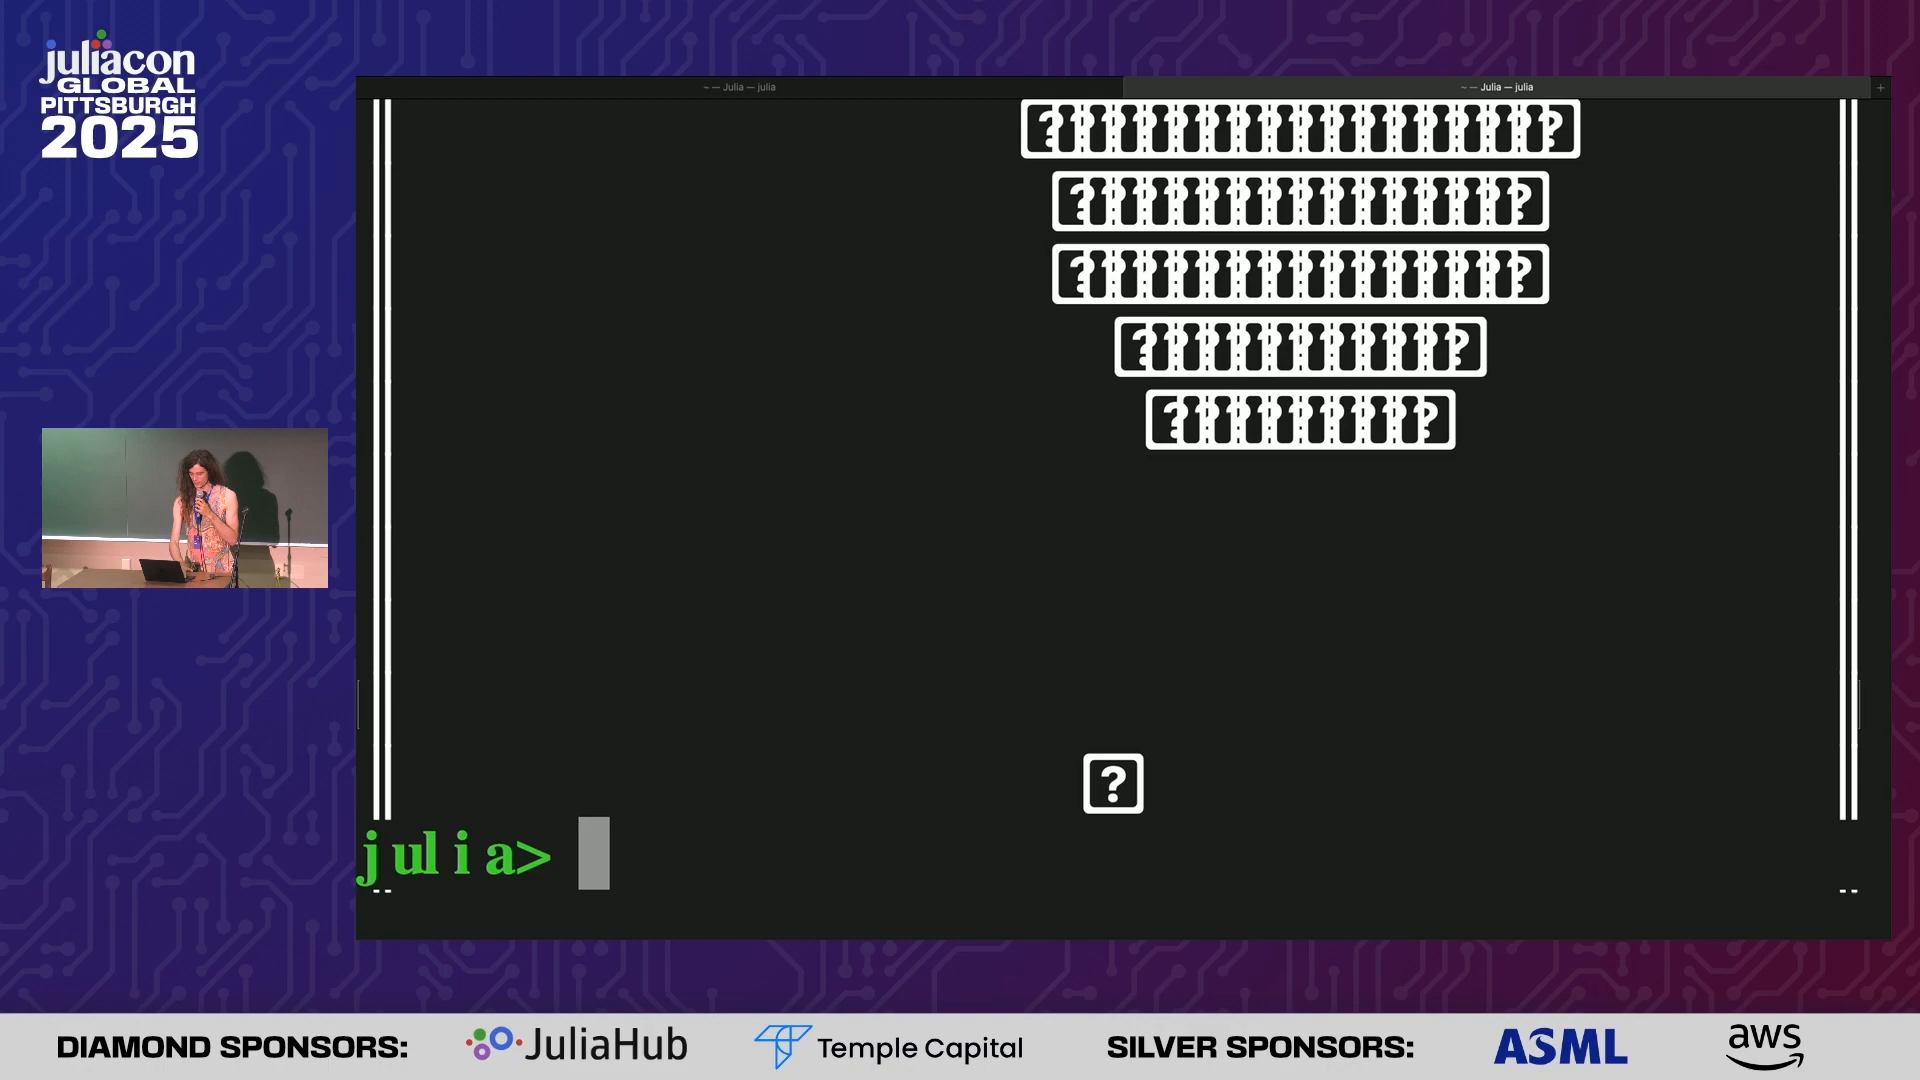 juliacon
GLOBAL
PITTSBURGH
2025
~ — Julia — julia
~ — Julia — julia
+
?
julia>
DIAMOND SPONSORS:
JuliaHub
Temple Capital
SILVER SPONSORS:
ASML
aws